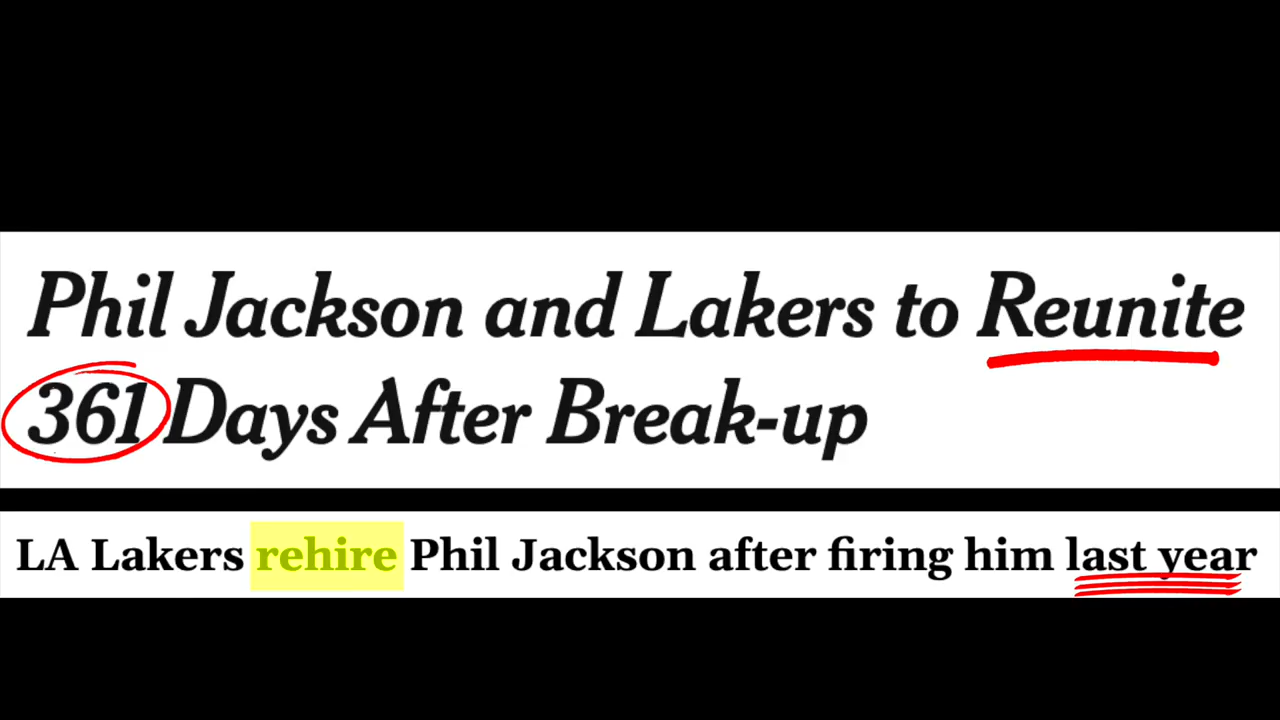 Phil Jackson and Lakers to Reunite
361 Days After Break-up
LA Lakers rehire Phil Jackson after firing him last year